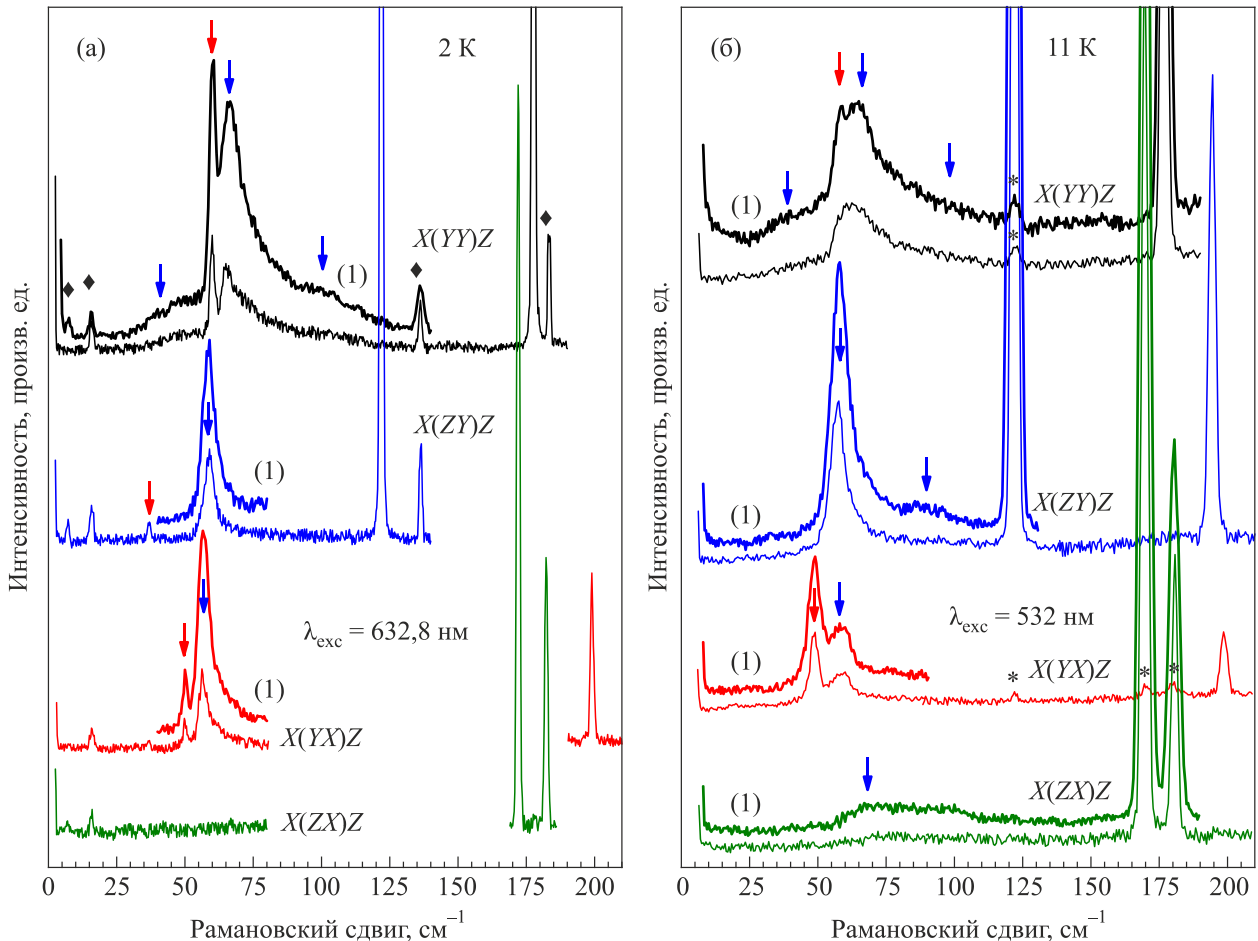 (а)
2 К
X(YY)Z
(1)
X(ZY)Z
(1)
λexc = 632,8 нм
(1)
X(YX)Z
X(ZX)Z
0 50 75 100 125 175 200
Рамановский сдвиг, см–1
Интенсивность, произв. ед.
(б)
11 К
*
(1)
X(YY)Z
*
X(ZY)Z
(1)
λexc = 532 нм
(1)
X(YX)Z
* * *
X(ZX)Z
(1)
0 25 50 75 100 125 150 175 200
Рамановский сдвиг, см–1
Интенсивность, произв. ед.